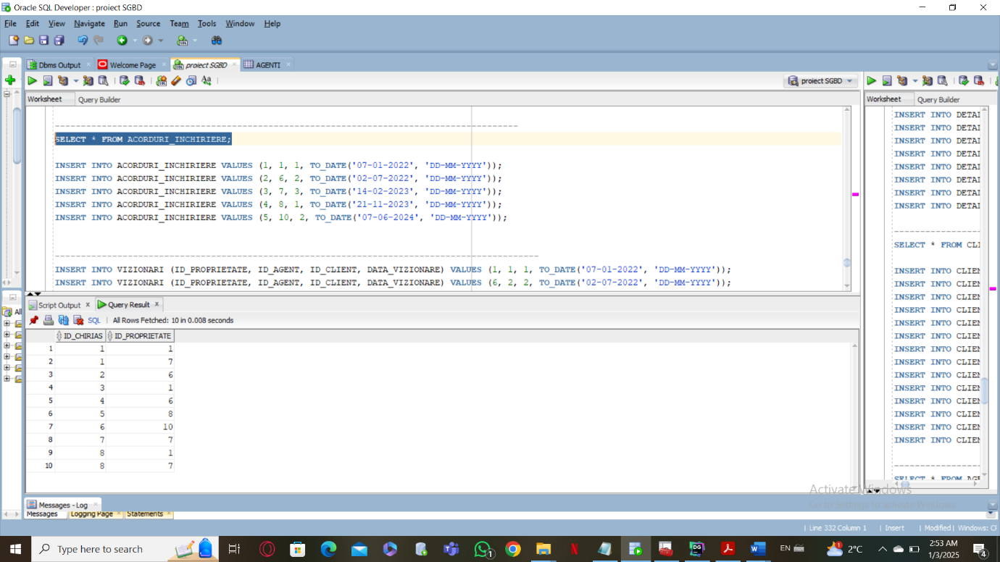 Oracle SQL Developer : proiect SGBD
File Edit View Navigate Run Source Team Tools Window Help
Dbms Output Welcome Page proiect SGBD AGENTI
proiect SGBD
Worksheet Query Builder
SELECT * FROM ACORDURI_INCHIRIERE;
INSERT INTO ACORDURI_INCHIRIERE VALUES (1, 1, 1, TO_DATE('07-01-2022', 'DD-MM-YYYY'));
INSERT INTO ACORDURI_INCHIRIERE VALUES (2, 6, 2, TO_DATE('02-07-2022', 'DD-MM-YYYY'));
INSERT INTO ACORDURI_INCHIRIERE VALUES (3, 7, 3, TO_DATE('14-02-2023', 'DD-MM-YYYY'));
INSERT INTO ACORDURI_INCHIRIERE VALUES (4, 8, 1, TO_DATE('21-11-2023', 'DD-MM-YYYY'));
INSERT INTO ACORDURI_INCHIRIERE VALUES (5, 10, 2, TO_DATE('07-06-2024', 'DD-MM-YYYY'));
INSERT INTO VIZIONARI (ID_PROPRIETATE, ID_AGENT, ID_CLIENT, DATA_VIZIONARE) VALUES (1, 1, 1, TO_DATE('07-01-2022', 'DD-MM-YYYY'));
INSERT INTO VIZIONARI (ID_PROPRIETATE, ID_AGENT, ID_CLIENT, DATA_VIZIONARE) VALUES (6, 2, 2, TO_DATE('02-07-2022', 'DD-MM-YYYY'));
Script Output Query Result
SQL All Rows Fetched: 10 in 0.008 seconds
ID_CHIRIAS ID_PROPRIETATE
1 1 1
2 1 7
3 2 6
4 3 1
5 4 6
6 5 8
7 6 10
8 7 7
9 8 1
10 8 7
Worksheet Query Builder
INSERT INTO DETAI
INSERT INTO DETAI
INSERT INTO DETAI
INSERT INTO DETAI
INSERT INTO DETAI
INSERT INTO DETAI
INSERT INTO DETAI
INSERT INTO DETAI
SELECT * FROM CLI
INSERT INTO CLIEN
INSERT INTO CLIEN
INSERT INTO CLIEN
INSERT INTO CLIEN
INSERT INTO CLIEN
INSERT INTO CLIEN
INSERT INTO CLIEN
INSERT INTO CLIEN
INSERT INTO CLIEN
INSERT INTO CLIEN
INSERT INTO CLIEN
INSERT INTO CLIEN
INSERT INTO CLIEN
INSERT INTO CLIEN
SELECT * FROM AGE
All
Activate Windows
Go to Settings to activate Windows.
Messages - Log
Messages Logging Page Statements
Line 332 Column 1 Insert Modified Windows: CF
Type here to search
1
EN
2°C
2:53 AM
1/3/2025
4